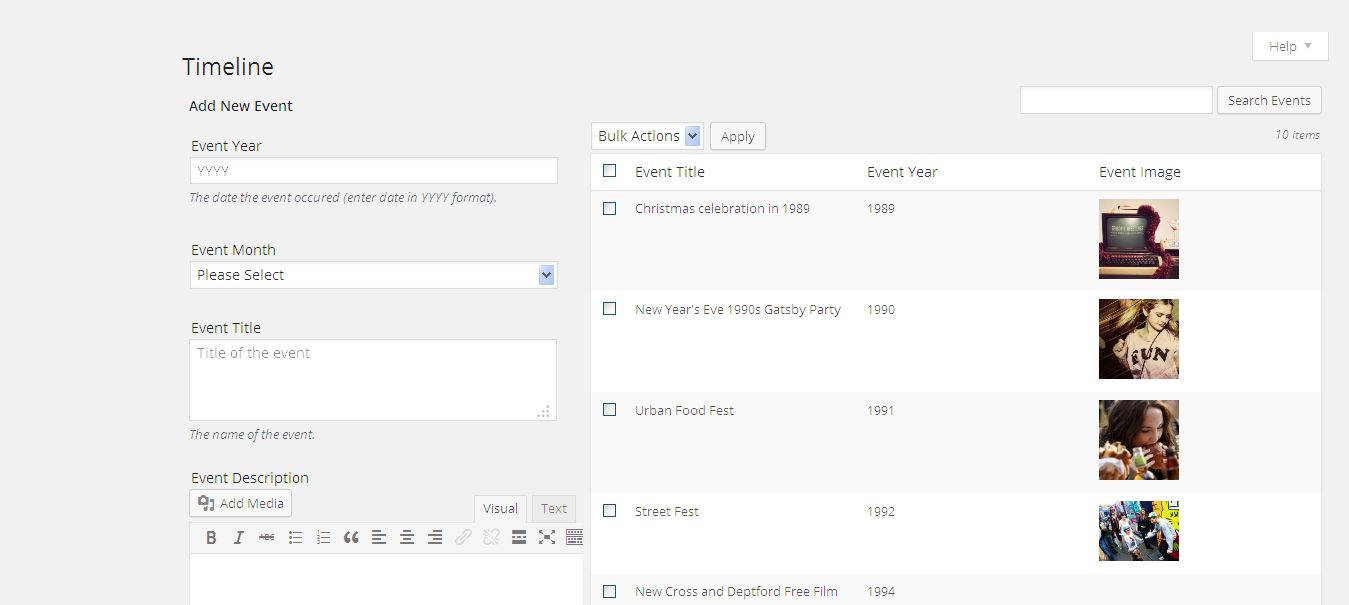 Help
Timeline
Add New Event
Search Events
Event Year
YYYY
The date the event occured (enter date in YYYY format).
Event Month
Please Select
Event Title
Title of the event
The name of the event.
Event Description
Add Media
Visual Text
B I ABC
Bulk Actions Apply 10 items
Event Title Event Year Event Image
Christmas celebration in 1989 1989
New Year's Eve 1990s Gatsby Party 1990
FUN
Urban Food Fest 1991
Street Fest 1992
New Cross and Deptford Free Film 1994